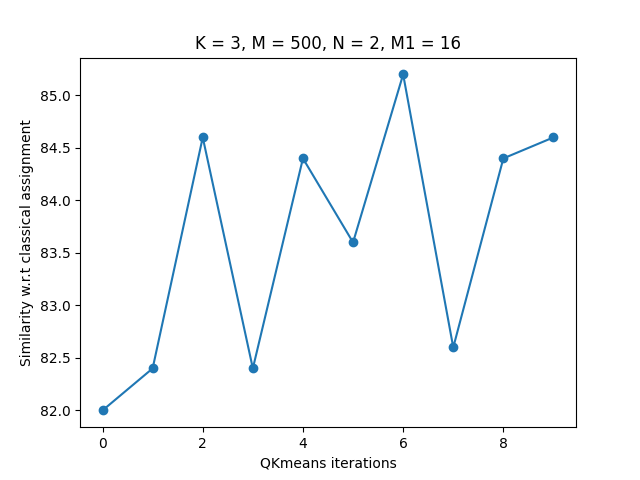 K = 3, M = 500, N = 2, M1 = 16
85.0
84.5
84.0
83.5
83.0
82.5
82.0
Similarity w.r.t classical assignment
0 2 4 6 8
QKmeans iterations